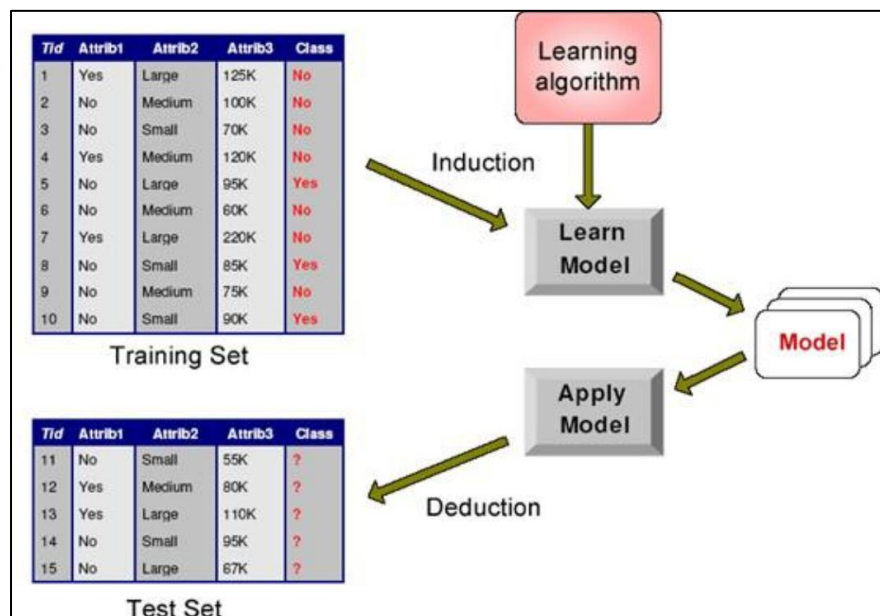 Tid Attrib1 Attrib2 Attrib3 Class
1 Yes Large 125K No
2 No Medium 100K No
3 No Small 70K No
4 Yes Medium 120K No
5 No Large 95K Yes
6 No Medium 60K No
7 Yes Large 220K No
8 No Small 85K Yes
9 No Medium 75K No
10 No Small 90K Yes
Training Set
Learning
algorithm
Induction
Learn
Model
Model
Apply
Model
Deduction
Tid Attrib1 Attrib2 Attrib3 Class
11 No Small 55K ?
12 Yes Medium 80K ?
13 Yes Large 110K ?
14 No Small 95K ?
15 No Large 67K ?
Test Set